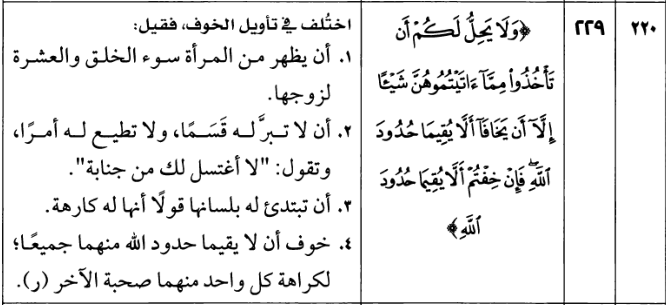 ٢٢٠
٢٢٩
﴿وَلَا يَحِلُّ لَكُمْ أَن
تَأْخُذُوا۟ مِمَّآ ءَاتَيْتُمُوهُنَّ شَيْـًٔا
إِلَّآ أَن يَخَافَآ أَلَّا يُقِيمَا حُدُودَ
ٱللَّهِۖ فَإِنْ خِفْتُمْ أَلَّا يُقِيمَا حُدُودَ
ٱللَّهِ﴾
اختُلف في تأويل الخوف، فقيل:
١. أن يظهر من المرأة سوء الخلق والعشرة
لزوجها.
٢. أن لا تبرَّ له قَسَمًا، ولا تطيع له أمرًا،
وتقول: "لا أغتسل لك من جنابة".
٣. أن تبتدئ له بلسانها قولًا أنها له كارهة.
٤. خوف أن لا يقيما حدود الله منهما جميعًا؛
لكراهة كل واحد منهما صحبة الآخر (ر).